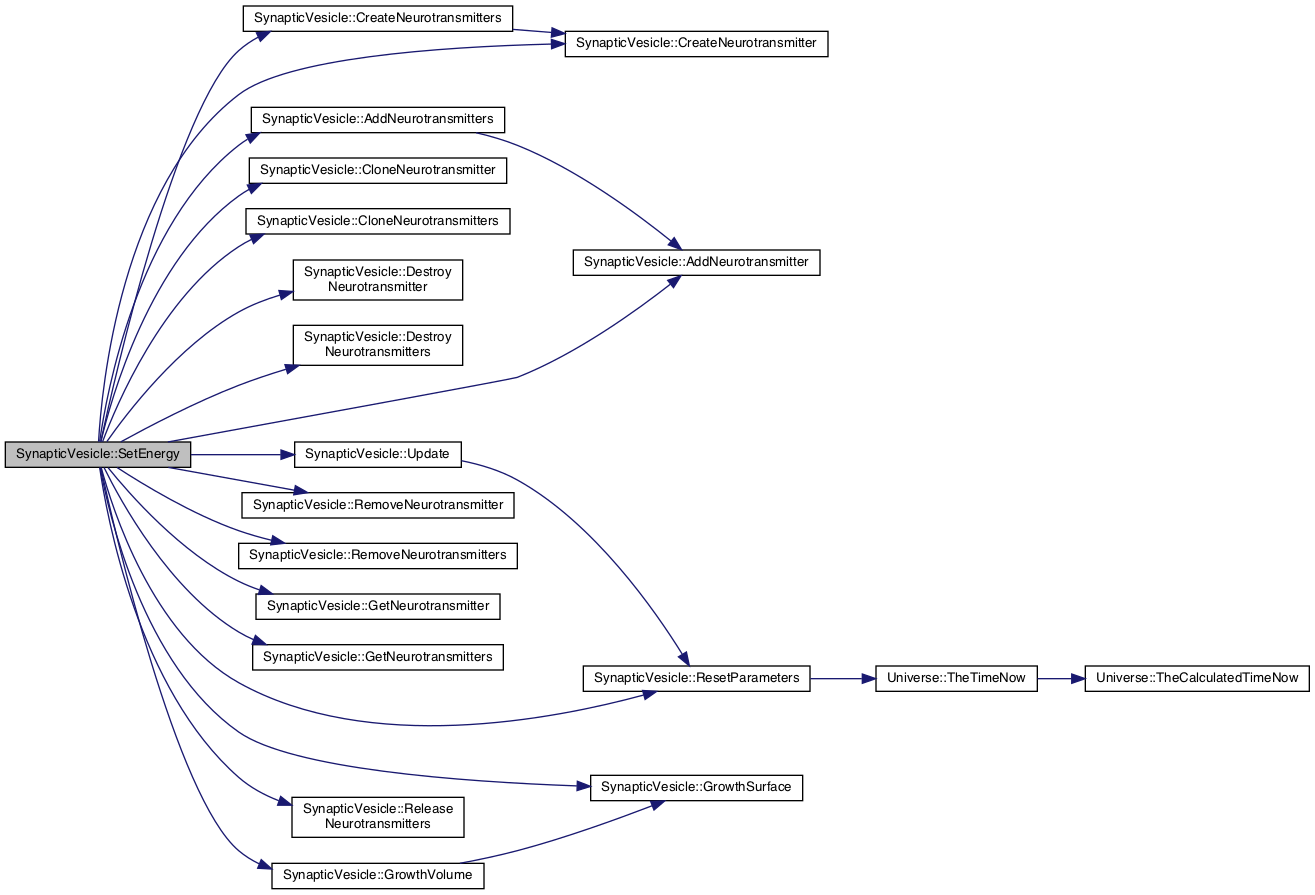 SynapticVesicle::CreateNeurotransmitters
SynapticVesicle::CreateNeurotransmitter
SynapticVesicle::AddNeurotransmitters
SynapticVesicle::CloneNeurotransmitter
SynapticVesicle::CloneNeurotransmitters
SynapticVesicle::AddNeurotransmitter
SynapticVesicle::Destroy
Neurotransmitter
SynapticVesicle::Destroy
Neurotransmitters
SynapticVesicle::SetEnergy
SynapticVesicle::Update
SynapticVesicle::RemoveNeurotransmitter
SynapticVesicle::RemoveNeurotransmitters
SynapticVesicle::GetNeurotransmitter
SynapticVesicle::GetNeurotransmitters
SynapticVesicle::ResetParameters
Universe::TheTimeNow
Universe::TheCalculatedTimeNow
SynapticVesicle::GrowthSurface
SynapticVesicle::Release
Neurotransmitters
SynapticVesicle::GrowthVolume